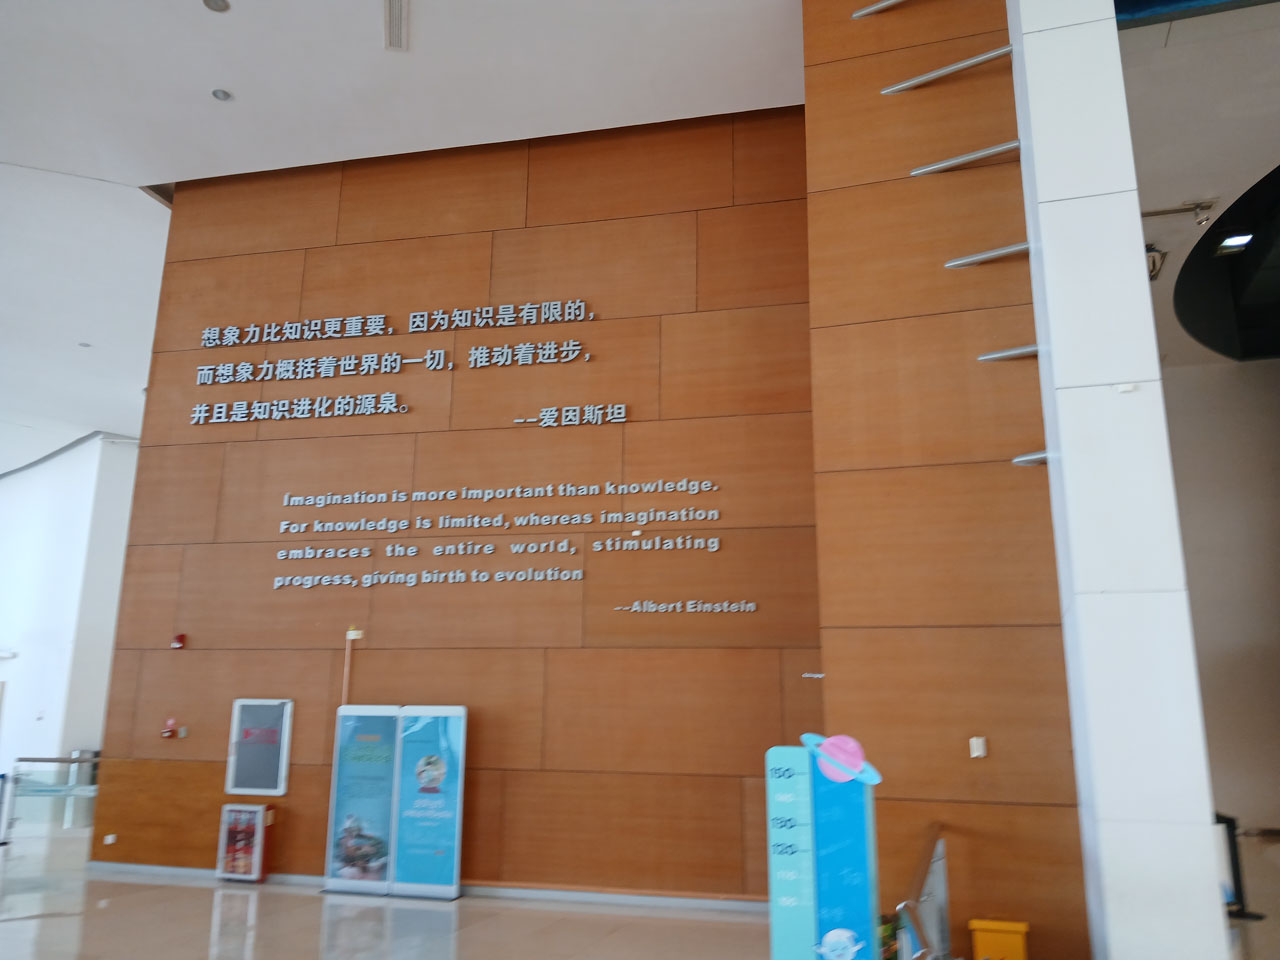 想象力比知识更重要，因为知识是有限的，
而想象力概括着世界的一切，推动着进步，
并且是知识进化的源泉。
--爱因斯坦
Imagination is more important than knowledge.
For knowledge is limited, whereas imagination
embraces the entire world, stimulating
progress, giving birth to evolution
--Albert Einstein
150
130
120